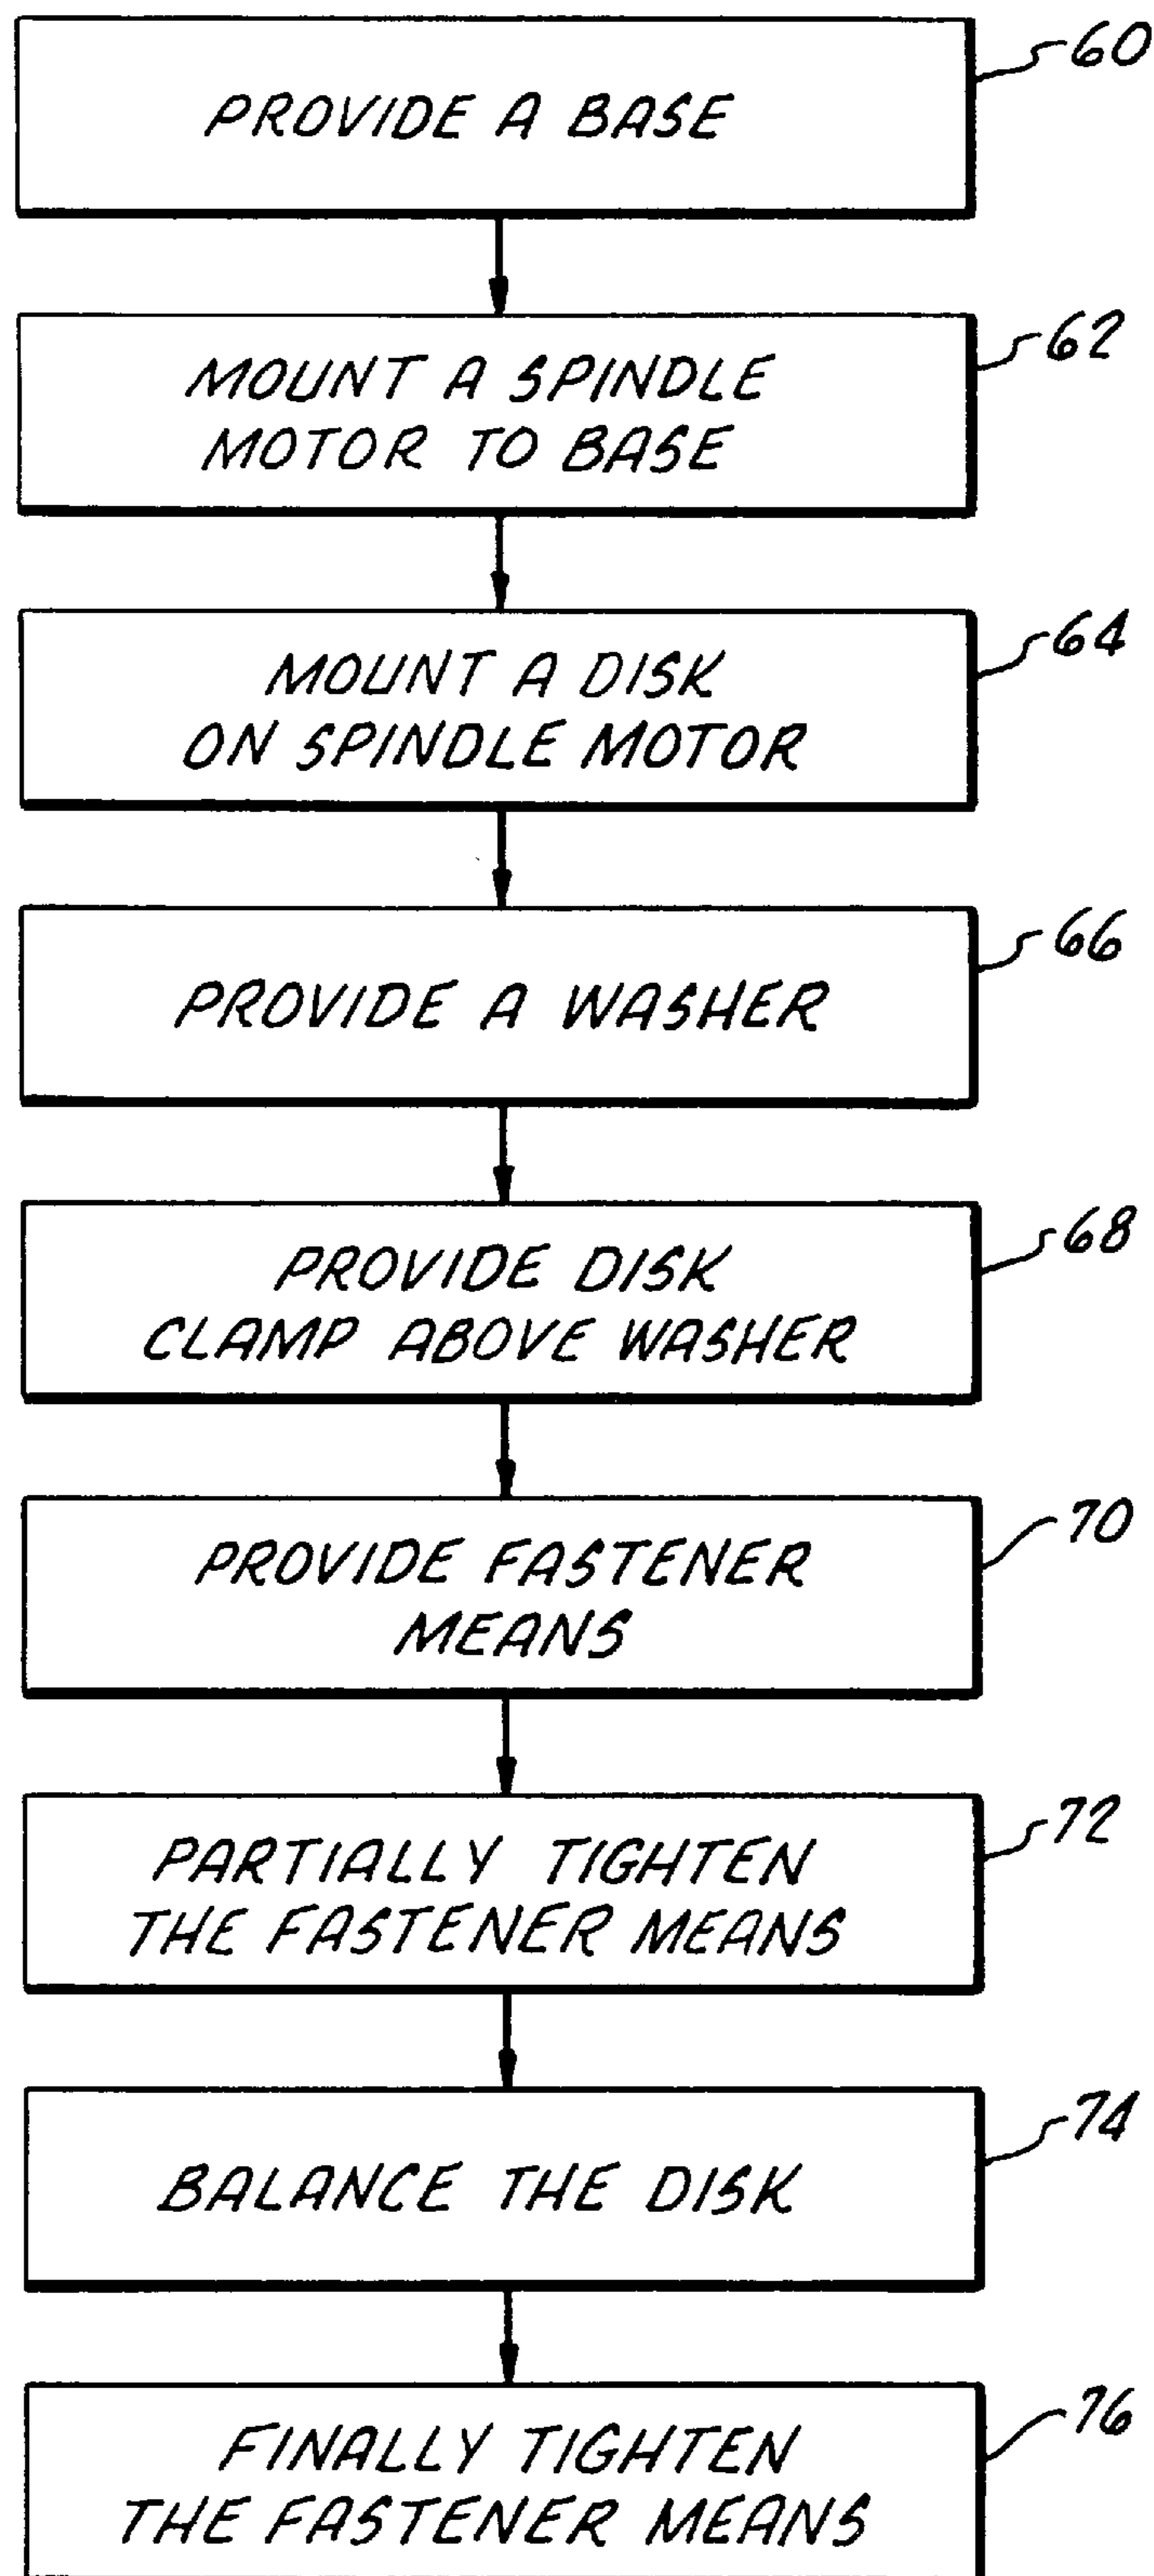 PROVIDE A BASE
60
MOUNT A SPINDLE
MOTOR TO BASE
62
MOUNT A DISK
ON SPINDLE MOTOR
64
PROVIDE A WASHER
66
PROVIDE DISK
CLAMP ABOVE WASHER
68
PROVIDE FASTENER
MEANS
70
PARTIALLY TIGHTEN
THE FASTENER MEANS
72
BALANCE THE DISK
74
FINALLY TIGHTEN
THE FASTENER MEANS
76